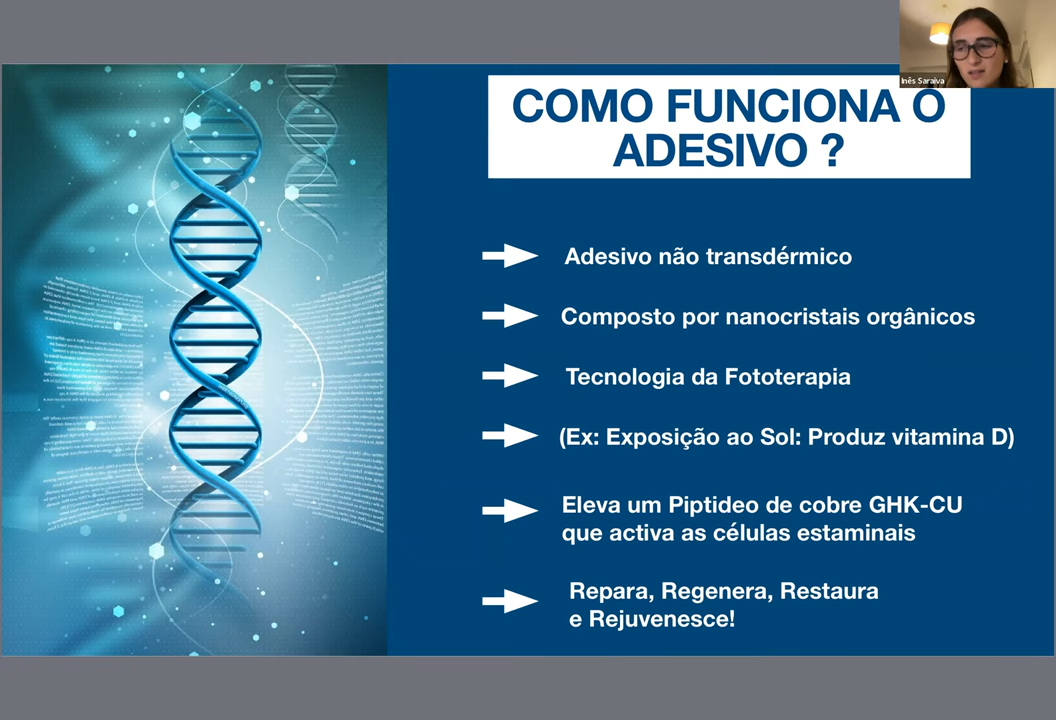 Inês Saraiva
COMO FUNCIONA O
ADESIVO ?
Adesivo não transdérmico
Composto por nanocristais orgânicos
Tecnologia da Fototerapia
(Ex: Exposição ao Sol: Produz vitamina D)
Eleva um Piptideo de cobre GHK-CU
que activa as células estaminais
Repara, Regenera, Restaura
e Rejuvenesce!